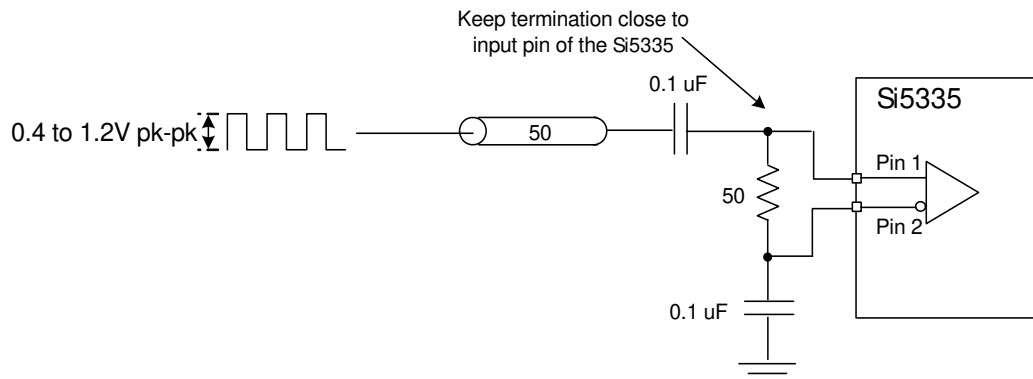 Keep termination close to
input pin of the Si5335
0.1 uF
Si5335
0.4 to 1.2V pk-pk
50
Pin 1
50
Pin 2
0.1 uF